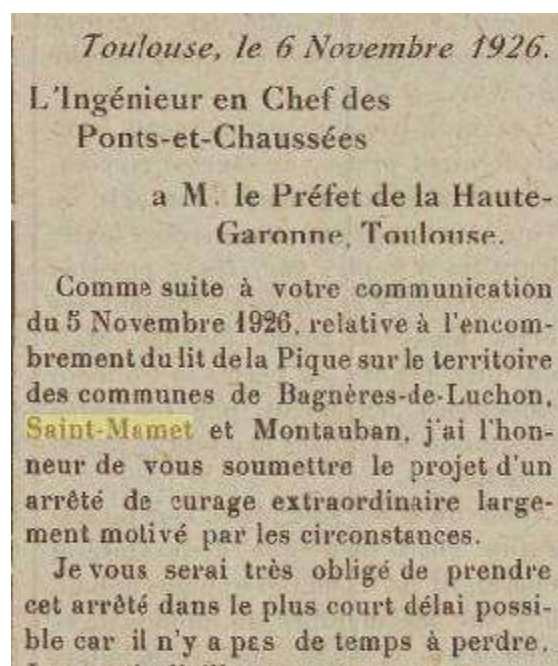 Toulouse, le 6 Novembre 1926.
L'Ingénieur en Chef des
Ponts-et-Chaussées
a M. le Préfet de la Haute-
Garonne, Toulouse.
Comme suite à votre communication
du 5 Novembre 1926, relative à l'encom-
brement du lit de la Pique sur le territoire
des communes de Bagnères-de-Luchon,
Saint-Mamet et Montauban, j'ai l'hon-
neur de vous soumettre le projet d'un
arrêté de curage extraordinaire large-
ment motivé par les circonstances.
Je vous serai très obligé de prendre
cet arrêté dans le plus court délai possi-
ble car il n'y a pas de temps à perdre.